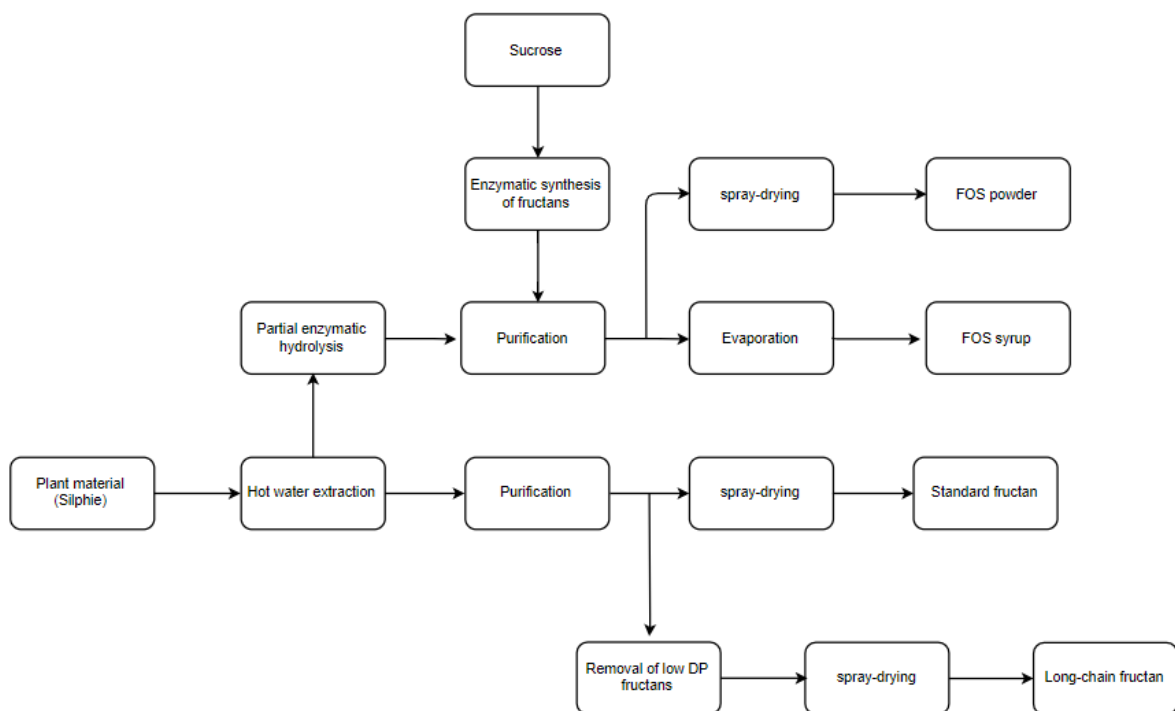 Sucrose
Enzymatic synthesis
of fructans
spray-drying
FOS powder
Partial enzymatic
hydrolysis
Purification
Evaporation
FOS syrup
Plant material
(Silphie)
Hot water extraction
Purification
spray-drying
Standard fructan
Removal of low DP
fructans
spray-drying
Long-chain fructan